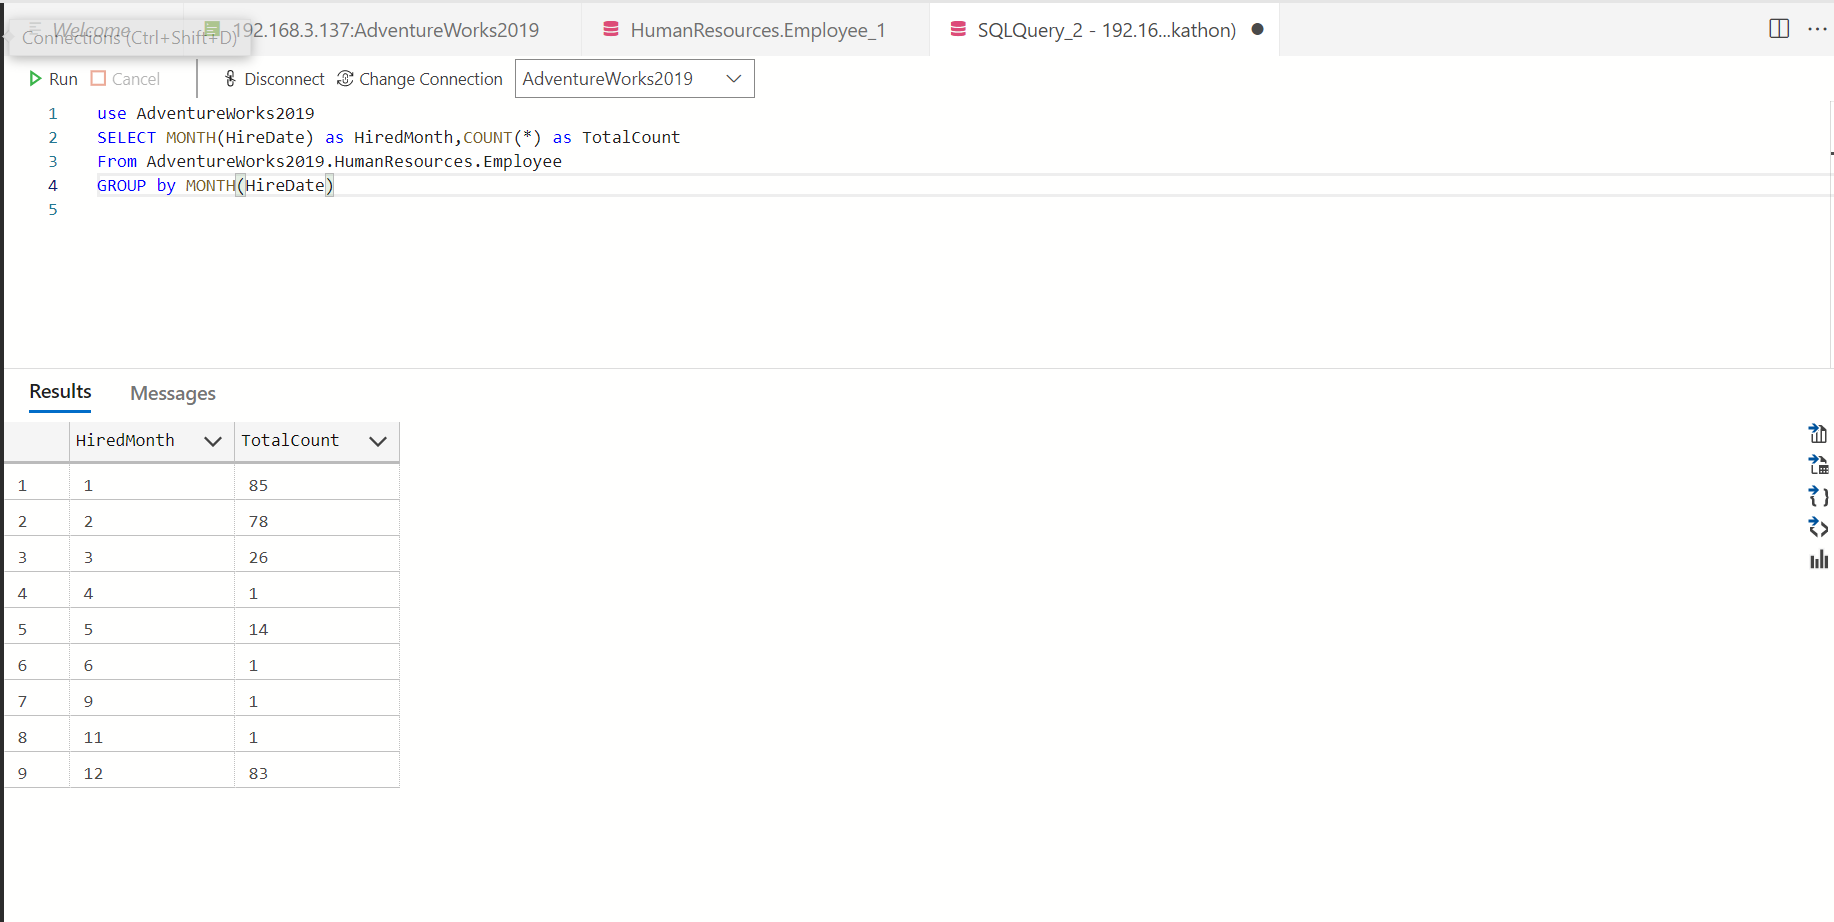 Welcome
Connections (Ctrl+Shift+D)
192.168.3.137:AdventureWorks2019
HumanResources.Employee_1
SQLQuery_2 - 192.16...kathon)
Run Cancel Disconnect Change Connection AdventureWorks2019
1 use AdventureWorks2019
2 SELECT MONTH(HireDate) as HiredMonth,COUNT(*) as TotalCount
3 From AdventureWorks2019.HumanResources.Employee
4 GROUP by MONTH(HireDate)
5
Results Messages
HiredMonth TotalCount
1 1 85
2 2 78
3 3 26
4 4 1
5 5 14
6 6 1
7 9 1
8 11 1
9 12 83